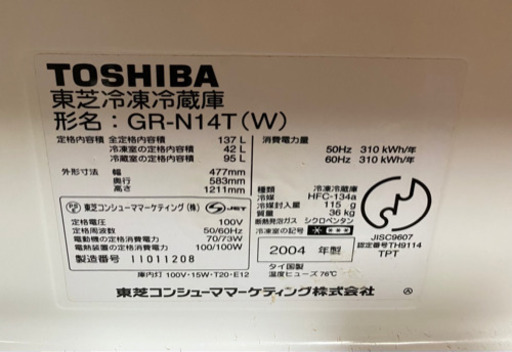 TOSHIBA
東芝冷凍冷蔵庫
形名：GR-N14T(W)
定格内容積 全定格内容積 137 L
冷凍室の定格内容積 42 L
冷蔵室の定格内容積 95 L
外形寸法 幅 477mm
奥行 583mm
高さ 1211mm
東芝コンシューママーケティング(株) S-JET
定格電圧 100V
定格周波数 50/60Hz
電動機の定格消費電力 70/73W
電熱装置の定格消費電力 100/100W
製造番号 11011208
消費電力量
50Hz 310 kWh/年
60Hz 310 kWh/年
種類 冷凍冷蔵庫
冷媒 HFC-134a
冷媒封入量 115 g
質量 36 kg
断熱発泡ガス シクロペンタン
冷凍室の記号
2004 年製
タイ国製
温度ヒューズ 76℃
JISC9607
認定番号TH9114
TPT
庫内灯 100V・15W・T20・E12
東芝コンシューママーケティング株式会社
A